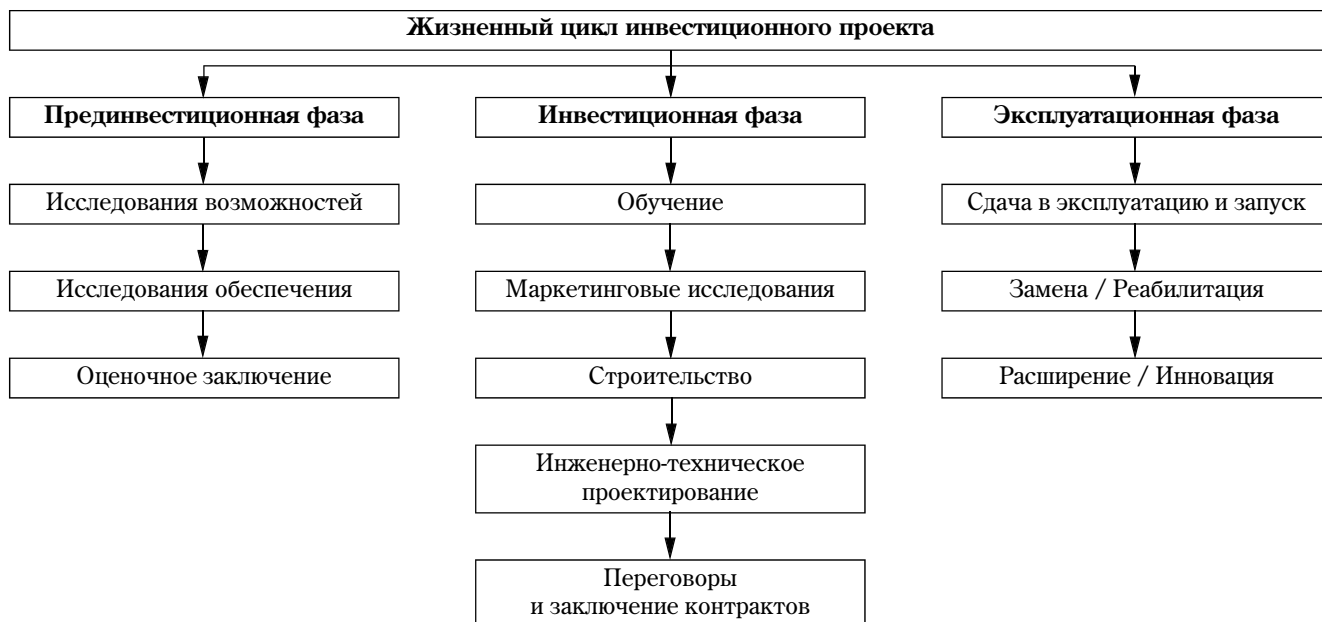 Жизненный цикл инвестиционного проекта
Прединвестиционная фаза
Исследования возможностей
Исследования обеспечения
Оценочное заключение
Инвестиционная фаза
Обучение
Маркетинговые исследования
Строительство
Инженерно-техническое
проектирование
Переговоры
и заключение контрактов
Эксплуатационная фаза
Сдача в эксплуатацию и запуск
Замена / Реабилитация
Расширение / Инновация